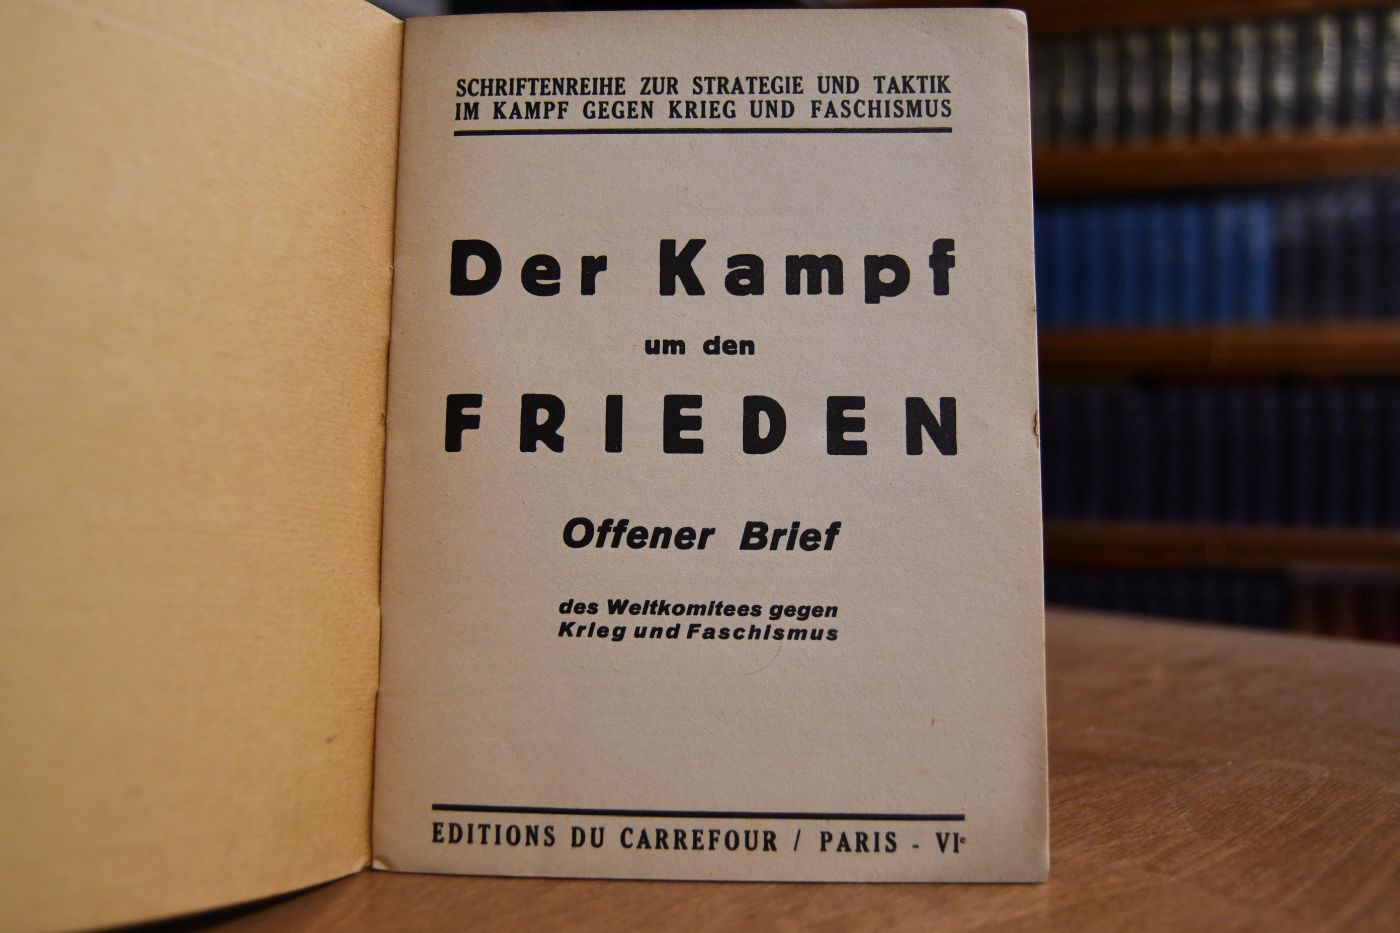 SCHRIFTENREIHE ZUR STRATEGIE UND TAKTIK
IM KAMPF GEGEN KRIEG UND FASCHISMUS
Der Kampf
um den
FRIEDEN
Offener Brief
des Weltkomitees gegen
Krieg und Faschismus
EDITIONS DU CARREFOUR / PARIS - VIe